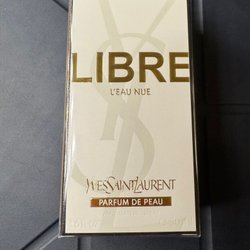 LIBRE
L'EAU NUE
YVESSAINTLAURENT
PARFUM DE PEAU